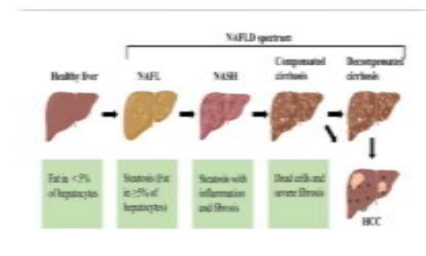 NAFLD spectrum
Healthy liver
NAFL
NASH
Compensated
cirrhosis
Decompensated
cirrhosis
Fat in <5%
of hepatocytes
Steatosis (Fat
in ≥5% of
hepatocytes)
Steatosis with
inflammation
and fibrosis
Dead cells and
severe fibrosis
HCC